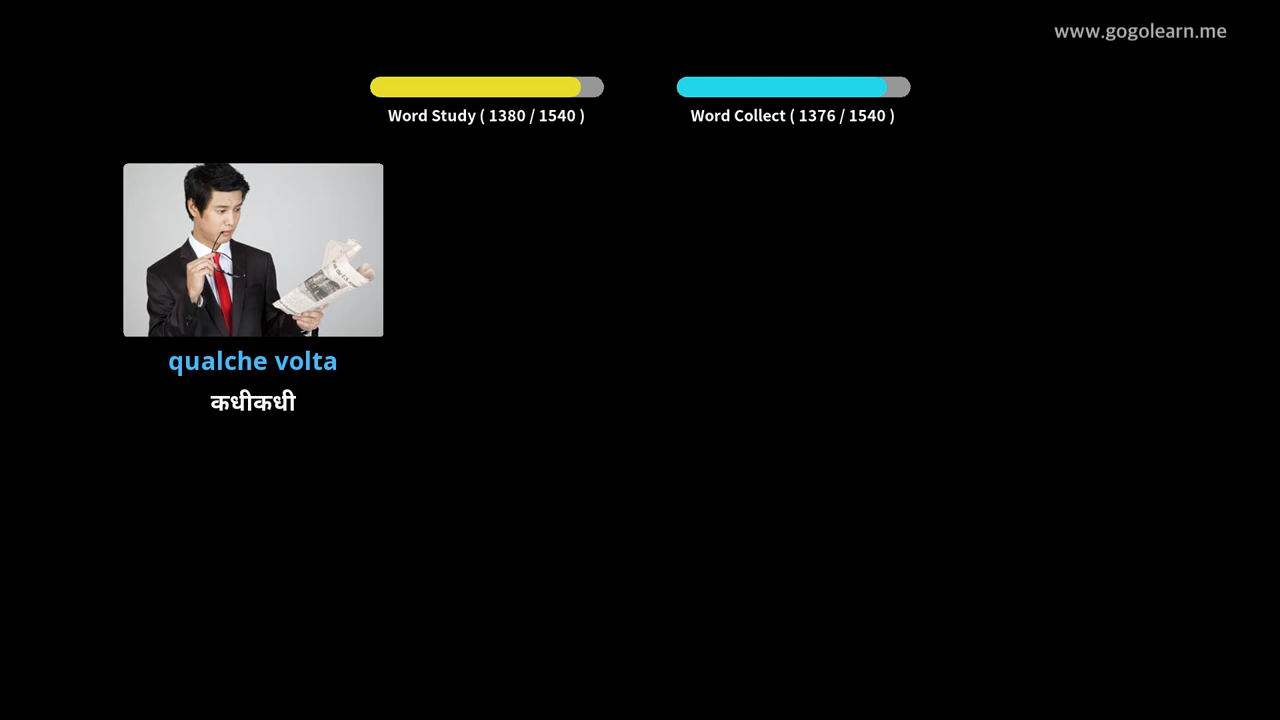 www.gogolearn.me
Word Study ( 1380 / 1540 )
Word Collect ( 1376 / 1540 )
qualche volta
कधीकधी